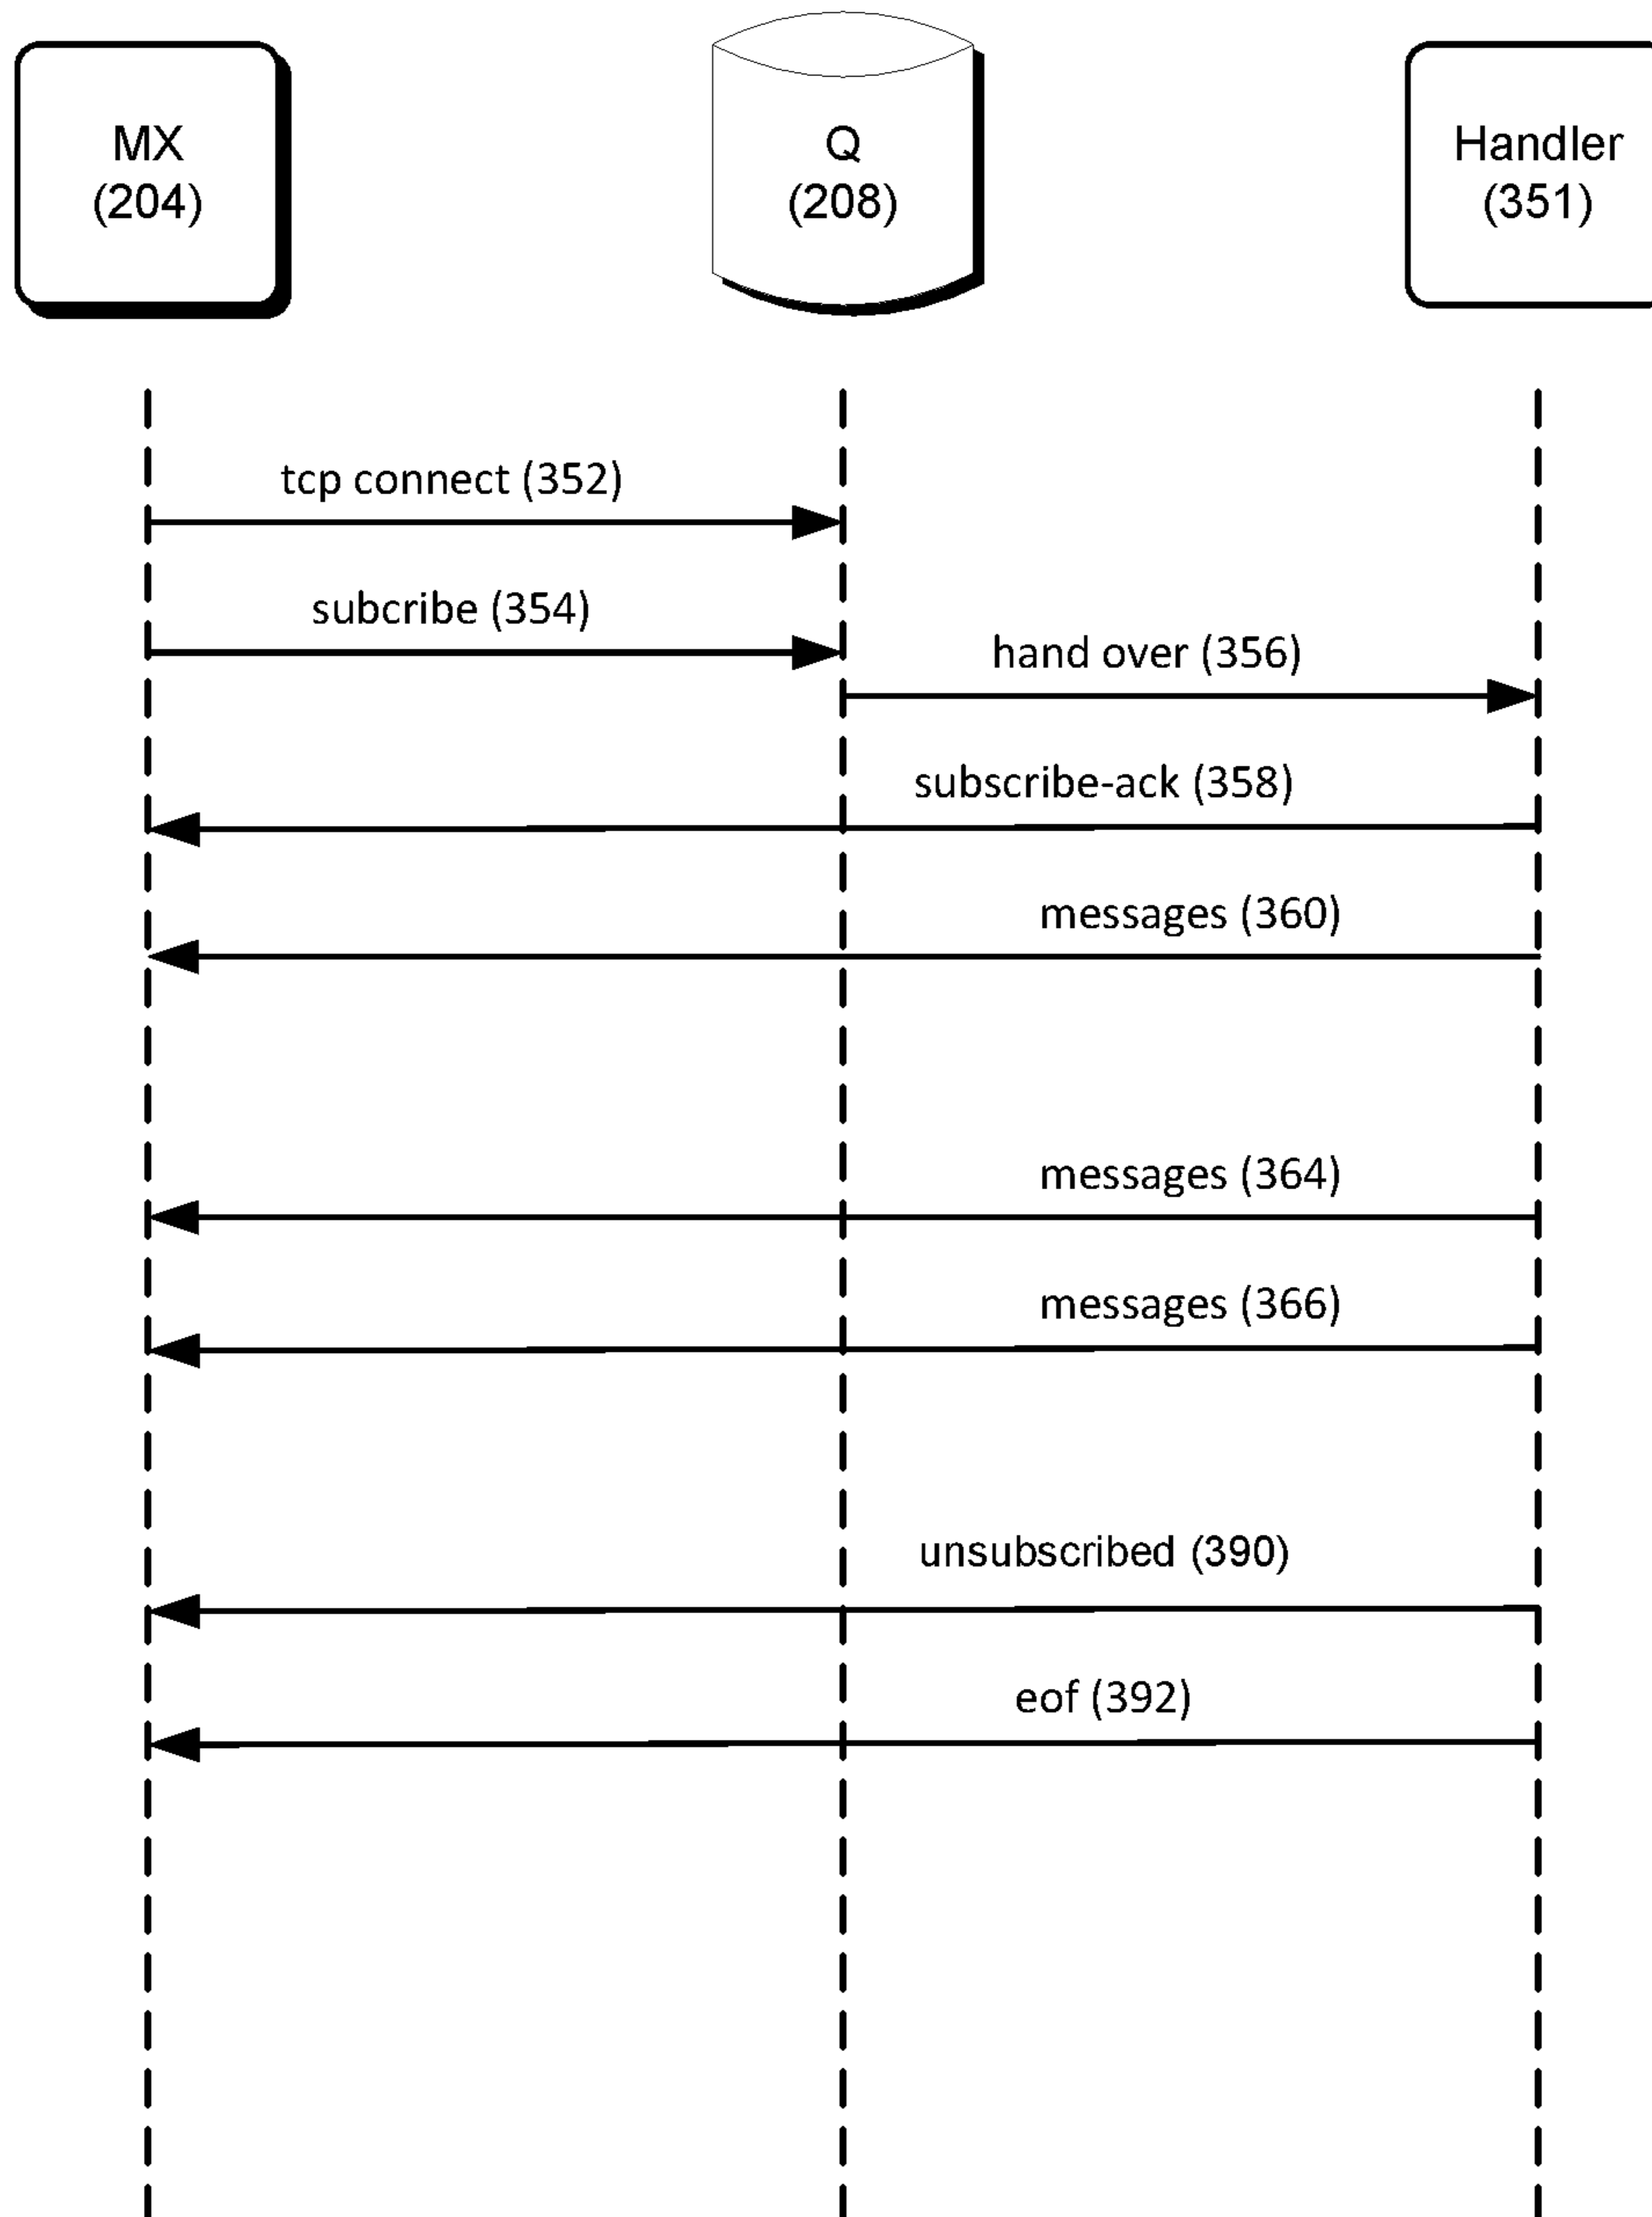 MX
(204)
Q
(208)
Handler
(351)
tcp connect (352)
subcribe (354)
hand over (356)
subscribe-ack (358)
messages (360)
messages (364)
messages (366)
unsubscribed (390)
eof (392)